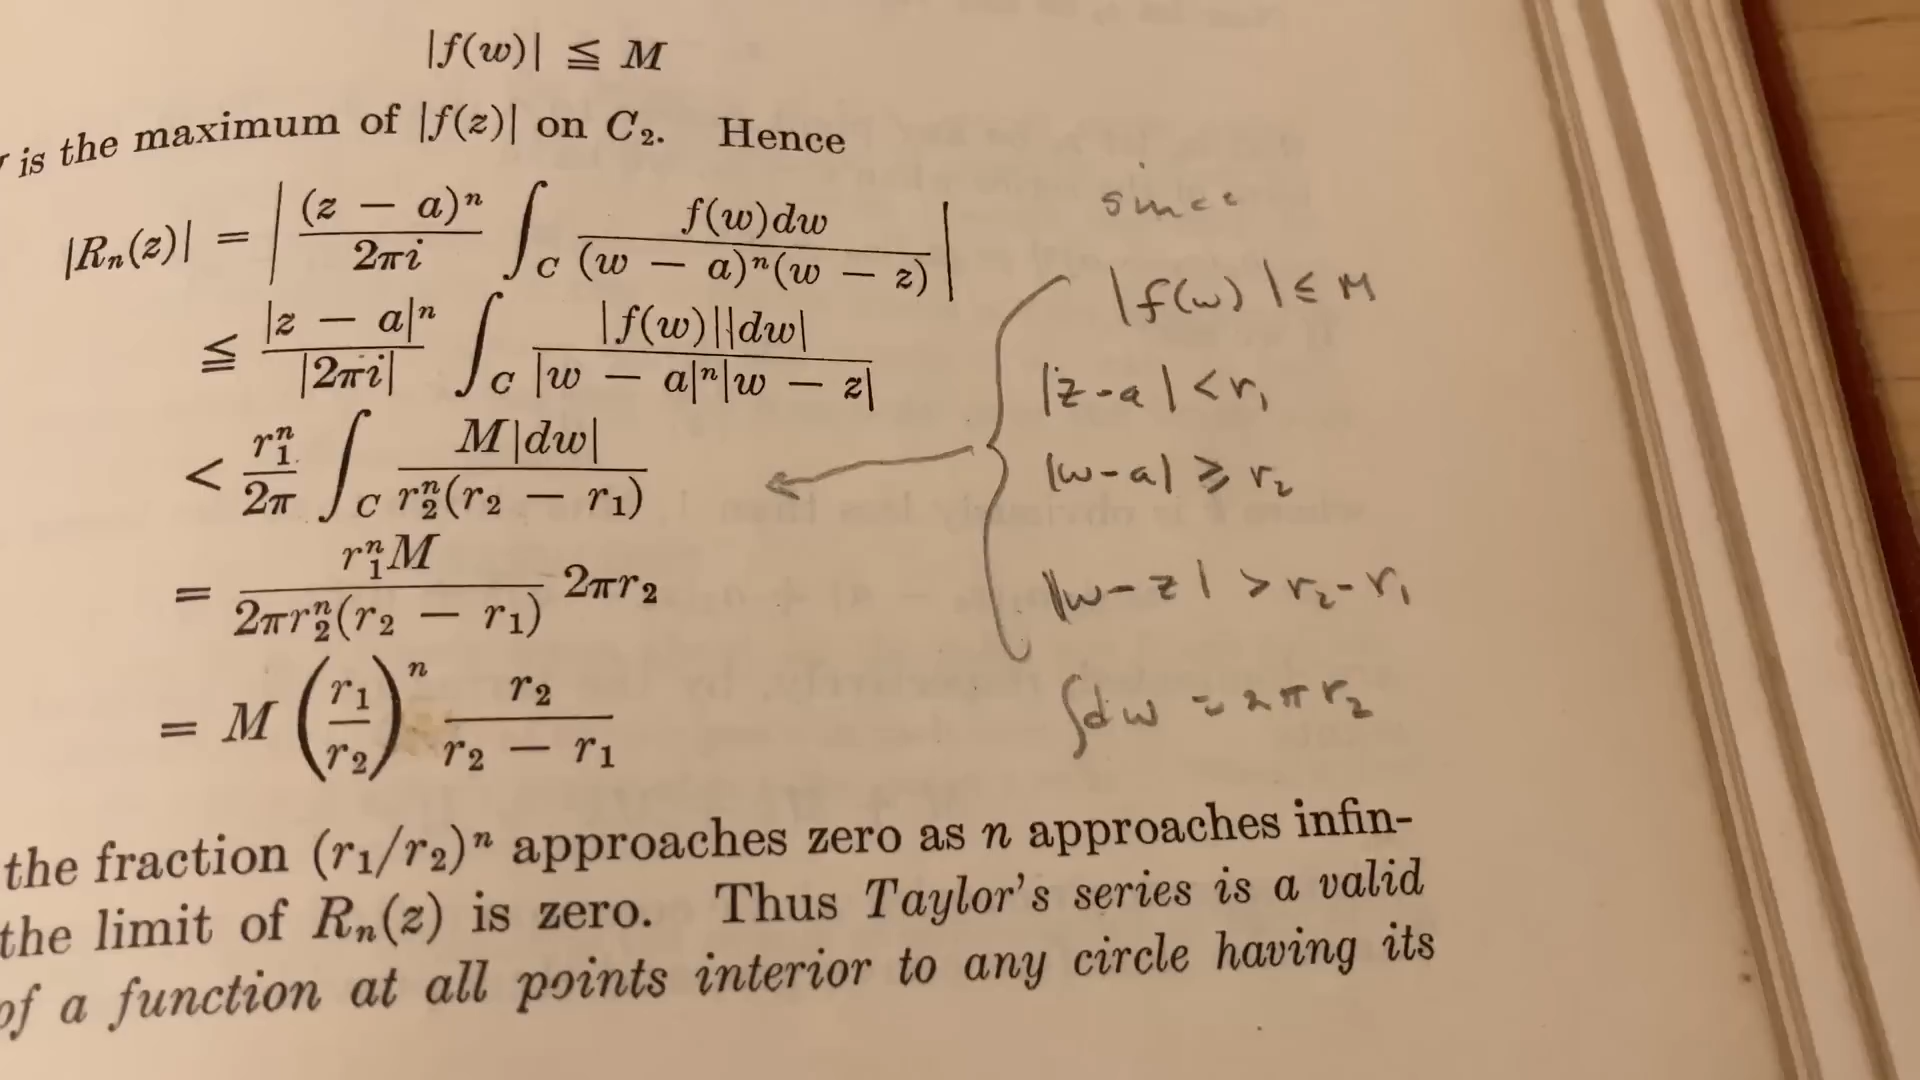 |f(w)| ≦ M
is the maximum of |f(z)| on C₂. Hence
|Rₙ(z)| = | (z − a)ⁿ / 2πi ∫_C f(w)dw / (w − a)ⁿ(w − z) |
≦ |z − a|ⁿ / |2πi| ∫_C |f(w)||dw| / |w − a|ⁿ|w − z|
< r₁ⁿ / 2π ∫_C M|dw| / r₂ⁿ(r₂ − r₁)
= r₁ⁿM / 2πr₂ⁿ(r₂ − r₁) 2πr₂
= M (r₁ / r₂)ⁿ r₂ / r₂ − r₁
since
|f(w)| ≤ M
|z-a| < r₁
|w-a| ⩾ r₂
|w-z| > r₂-r₁
∫dw = 2πr₂
the fraction (r₁/r₂)ⁿ approaches zero as n approaches infin-
the limit of Rₙ(z) is zero. Thus Taylor's series is a valid
of a function at all points interior to any circle having its